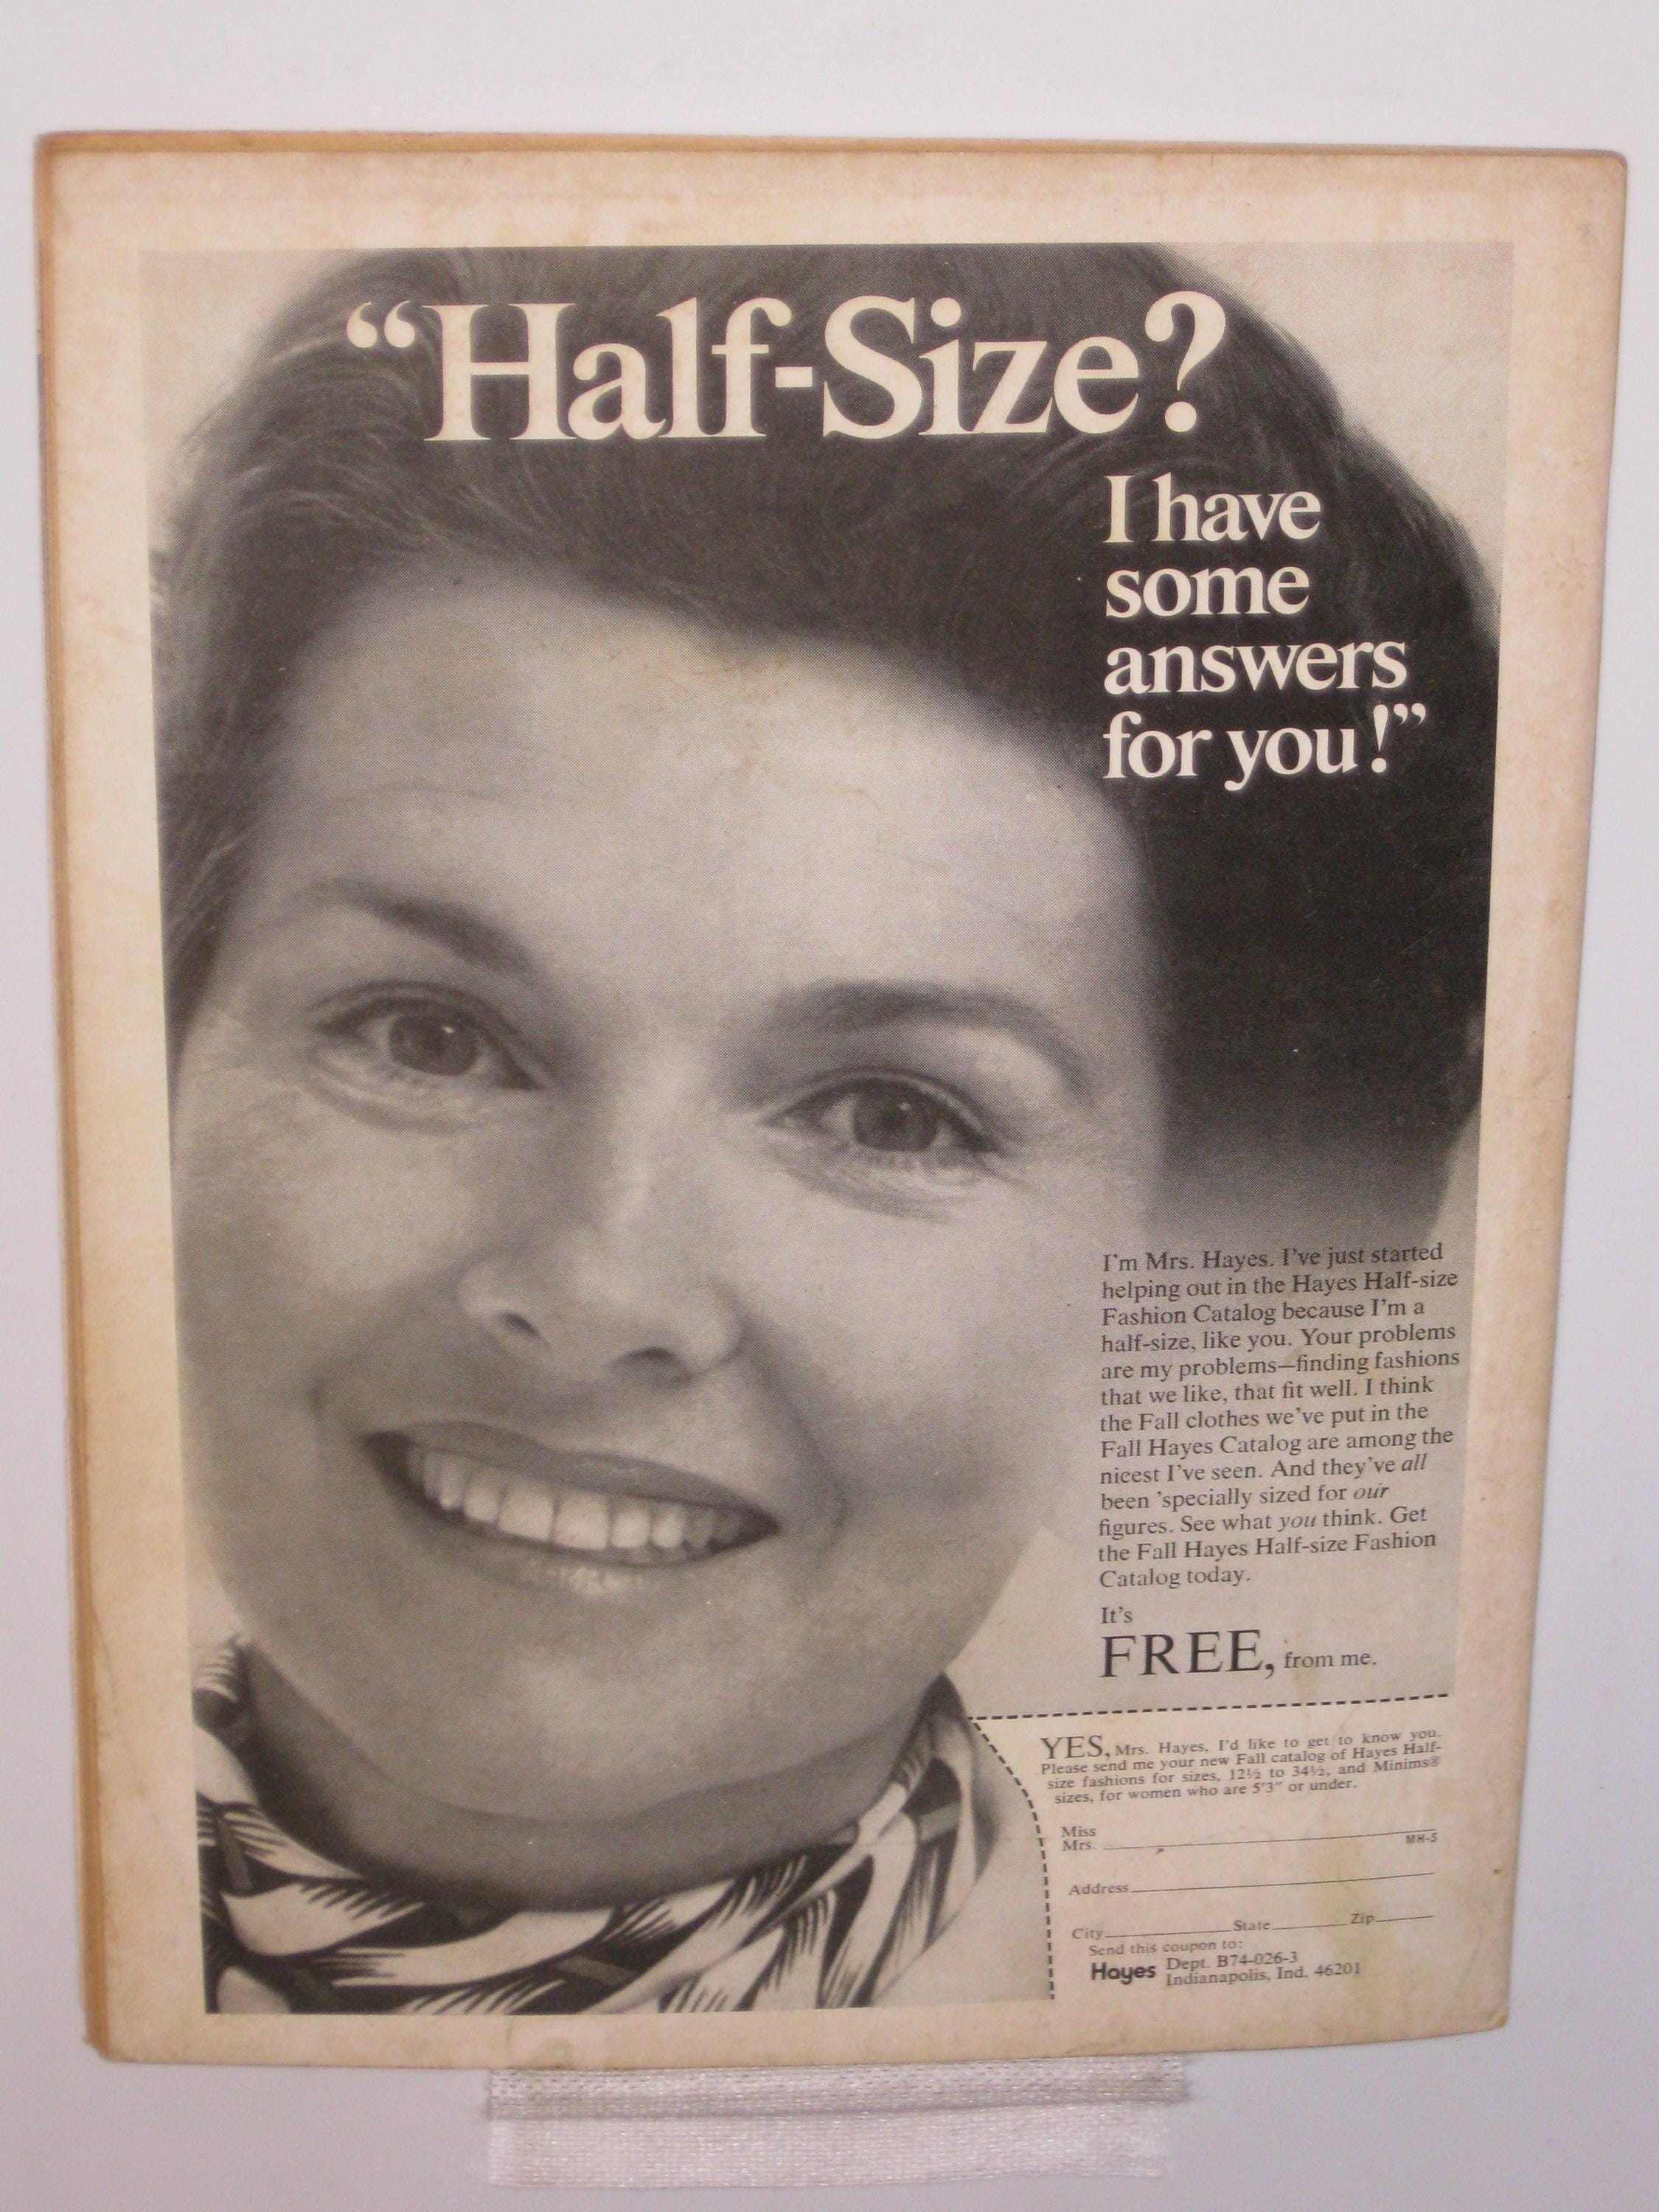 “Half-Size?
I have
some
answers
for you!”
I'm Mrs. Hayes. I've just started
helping out in the Hayes Half-size
Fashion Catalog because I'm a
half-size, like you. Your problems
are my problems—finding fashions
that we like, that fit well. I think
the Fall clothes we've put in the
Fall Hayes Catalog are among the
nicest I've seen. And they've all
been 'specially sized for our
figures. See what you think. Get
the Fall Hayes Half-size Fashion
Catalog today.
It's
FREE, from me.
YES, Mrs. Hayes, I'd like to get to know you.
Please send me your new Fall catalog of Hayes Half-
size fashions for sizes, 12½ to 34½, and Minims®
sizes, for women who are 5'3" or under.
Miss
Mrs. MH-5
Address
City State Zip
Send this coupon to:
Hayes Dept. B74-026-3
Indianapolis, Ind. 46201